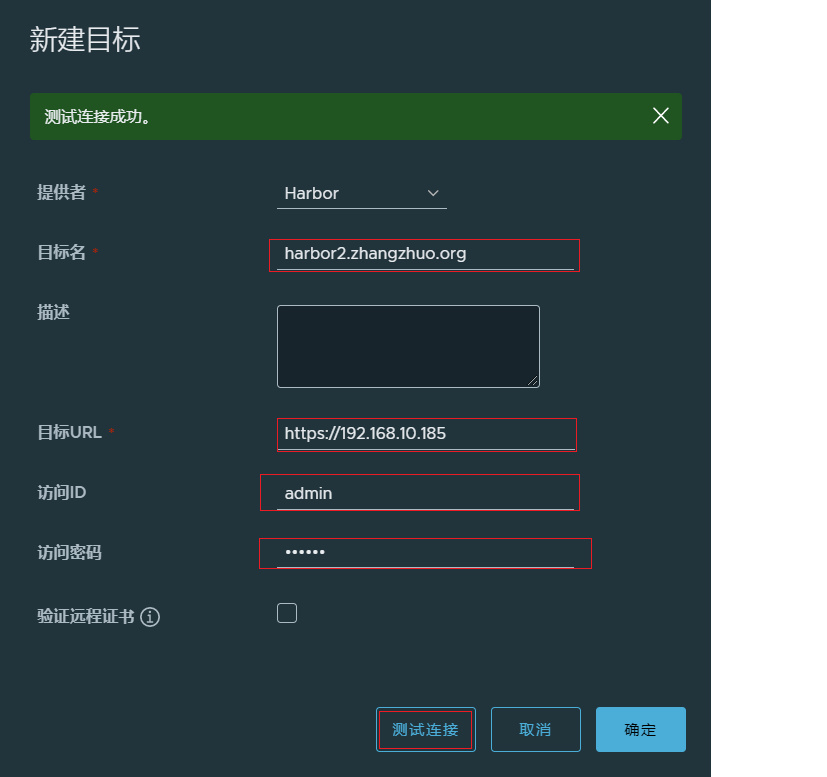 新建目标
测试连接成功。
提供者 * Harbor
目标名 * harbor2.zhangzhuo.org
描述
目标URL * https://192.168.10.185
访问ID admin
访问密码 ••••••
验证远程证书
测试连接 取消 确定